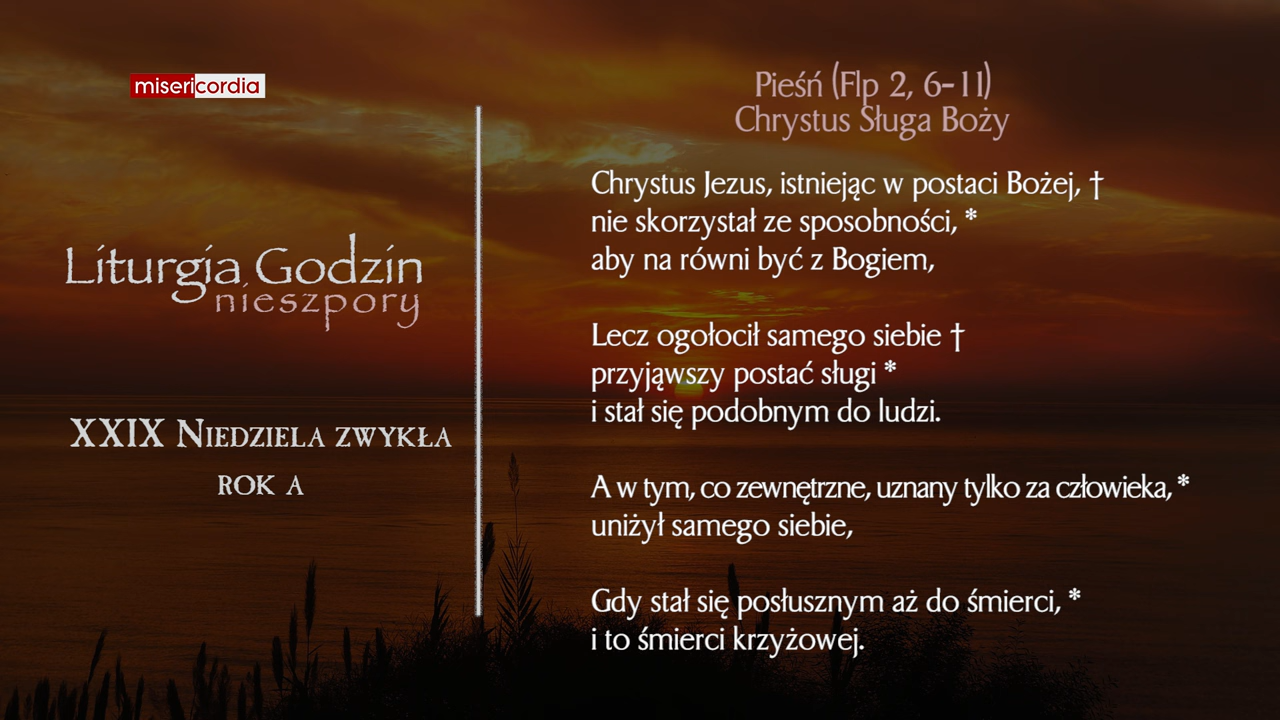 misericordia
Liturgia Godzin
nieszpory
XXIX Niedziela zwykła
rok A
Pieśń (Flp 2, 6-11)
Chrystus Sługa Boży
Chrystus Jezus, istniejąc w postaci Bożej, †
nie skorzystał ze sposobności, *
aby na równi być z Bogiem,
Lecz ogołocił samego siebie †
przyjąwszy postać sługi *
i stał się podobnym do ludzi.
A w tym, co zewnętrzne, uznany tylko za człowieka, *
uniżył samego siebie,
Gdy stał się posłusznym aż do śmierci, *
i to śmierci krzyżowej.